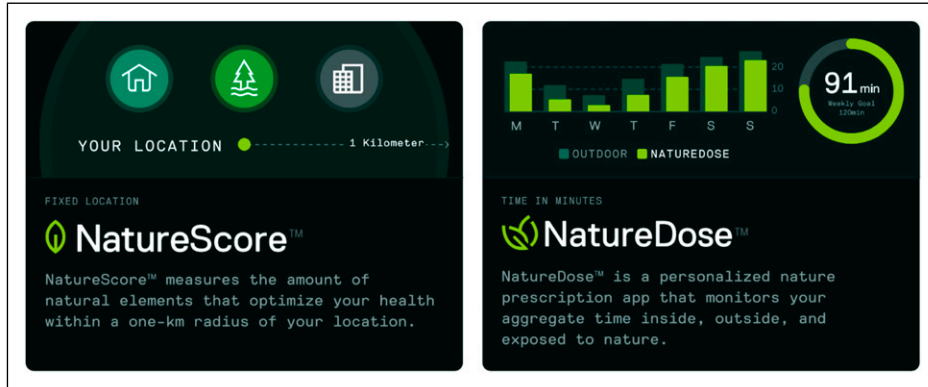 YOUR LOCATION
1 Kilometer
FIXED LOCATION
NatureScore™
NatureScore™ measures the amount of
natural elements that optimize your health
within a one-km radius of your location.
20
10
0
M T W T F S S
OUTDOOR NATUREDOSE
91 min
Weekly Goal
120min
TIME IN MINUTES
NatureDose™
NatureDose™ is a personalized nature
prescription app that monitors your
aggregate time inside, outside, and
exposed to nature.